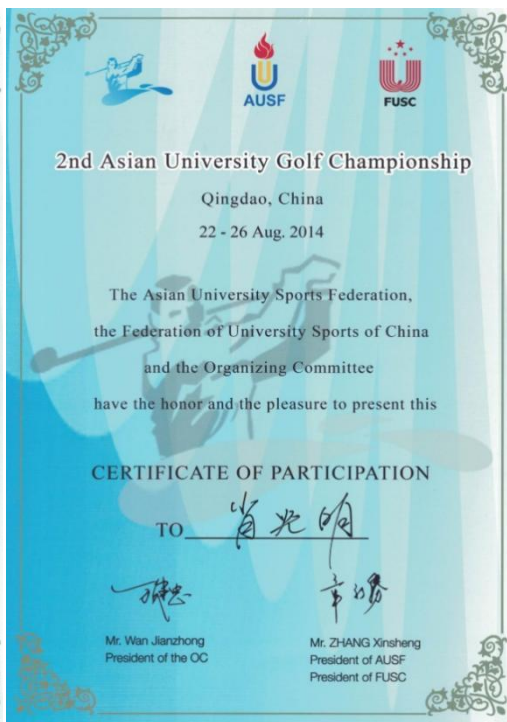 AUSF
FUSC
2nd Asian University Golf Championship
Qingdao, China
22 - 26 Aug. 2014
The Asian University Sports Federation,
the Federation of University Sports of China
and the Organizing Committee
have the honor and the pleasure to present this
CERTIFICATE OF PARTICIPATION
TO 肖兆明
Mr. Wan Jianzhong
President of the OC
Mr. ZHANG Xinsheng
President of AUSF
President of FUSC